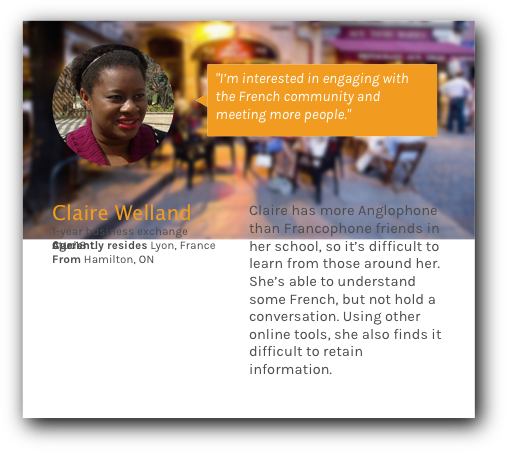 "I'm interested in engaging with
the French community and
meeting more people."
Claire Welland
1-year business exchange
Currently resides Lyon, France
From Hamilton, ON
Claire has more Anglophone
than Francophone friends in
her school, so it's difficult to
learn from those around her.
She's able to understand
some French, but not hold a
conversation. Using other
online tools, she also finds it
difficult to retain
information.